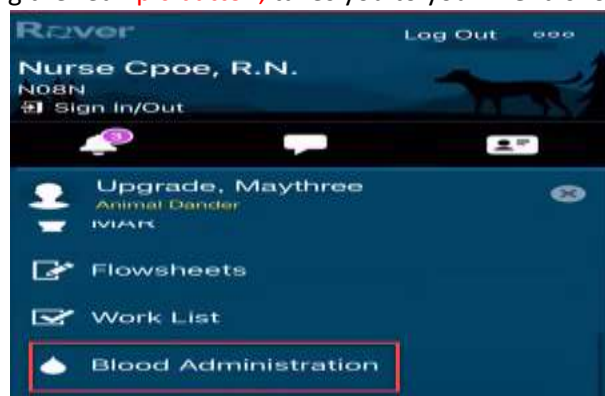 Rover
Log Out
Nurse Cpoe, R.N.
N08N
Sign In/Out
3
Upgrade, Maythree
Animal Dander
MAR
Flowsheets
Work List
Blood Administration